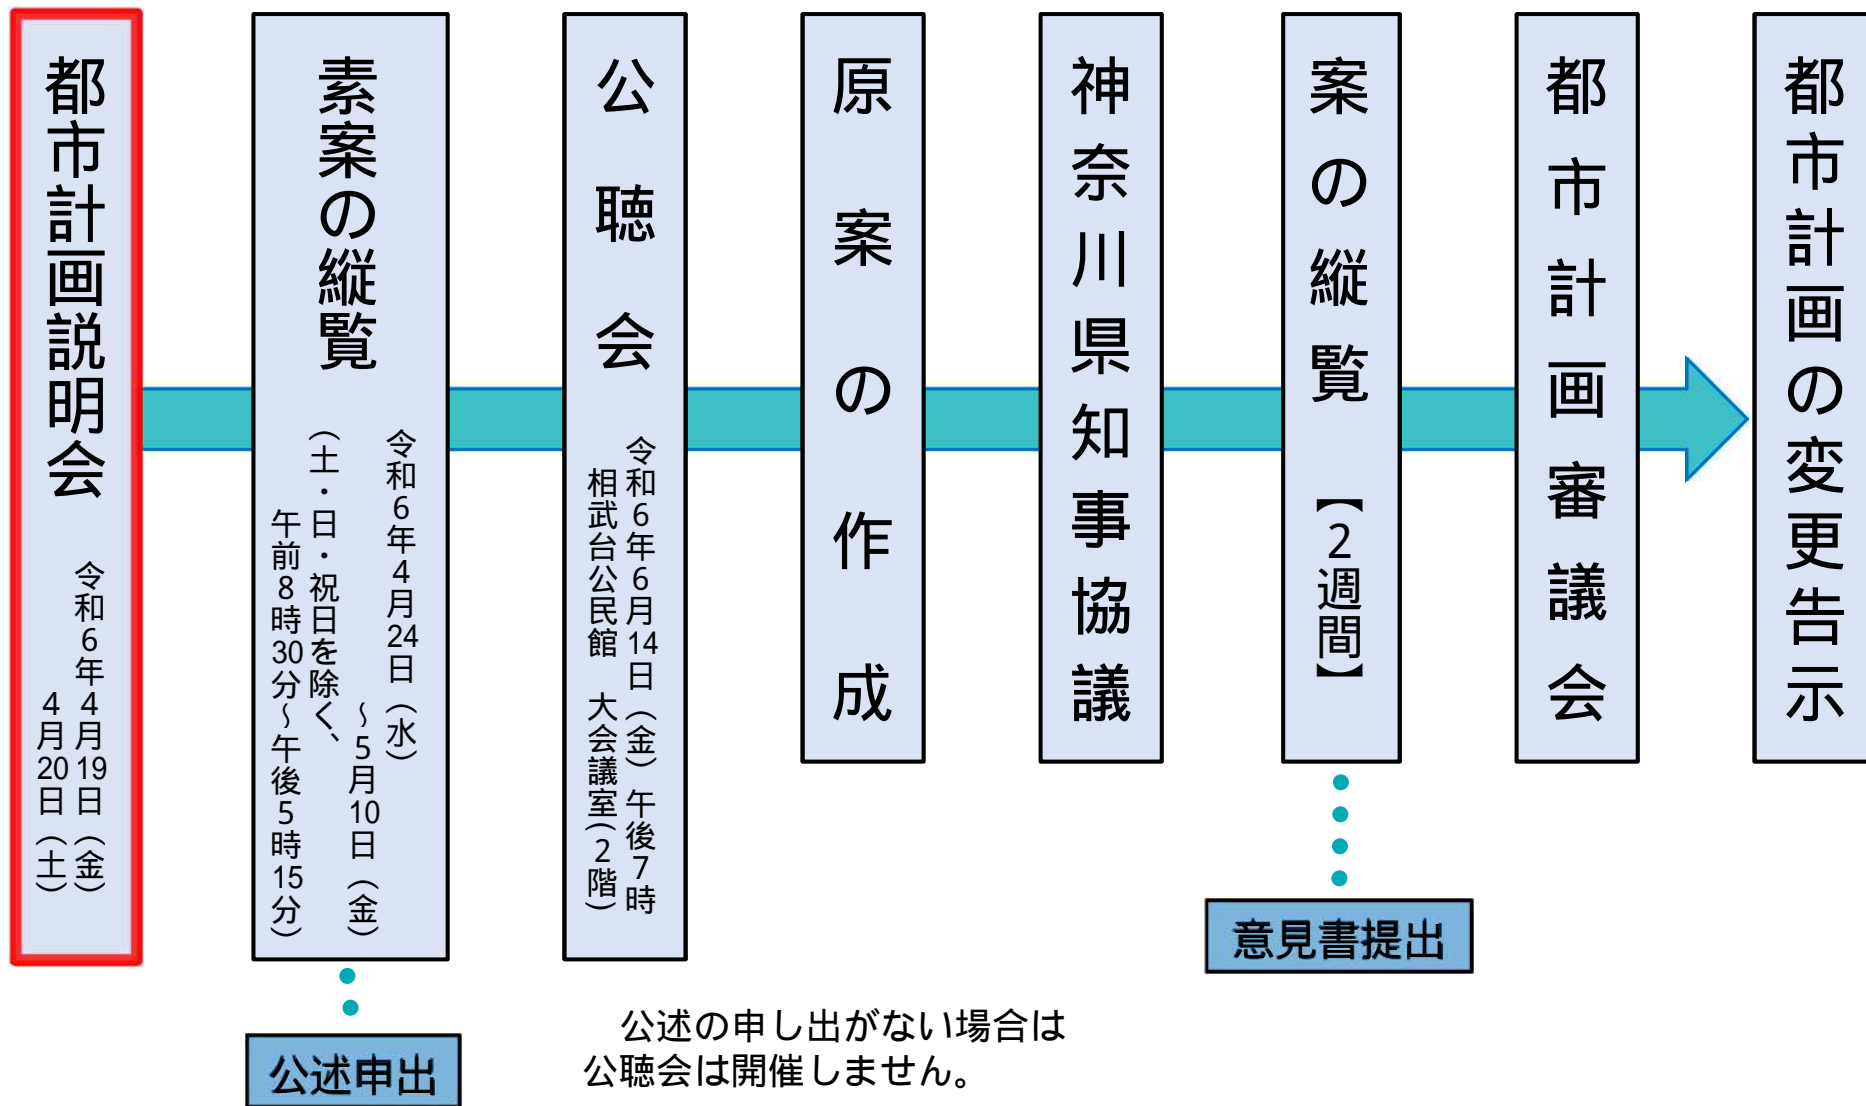 都市計画説明会
令和6年4月19日（金）
4月20日（土）
素案の縦覧
令和6年4月24日（水）
～5月10日（金）
（土・日・祝日を除く、
午前8時30分～午後5時15分）
公述申出
公聴会
令和6年6月14日（金）午後7時
相武台公民館　大会議室（2階）
公述の申し出がない場合は
公聴会は開催しません。
原案の作成
神奈川県知事協議
案の縦覧【2週間】
意見書提出
都市計画審議会
都市計画の変更告示